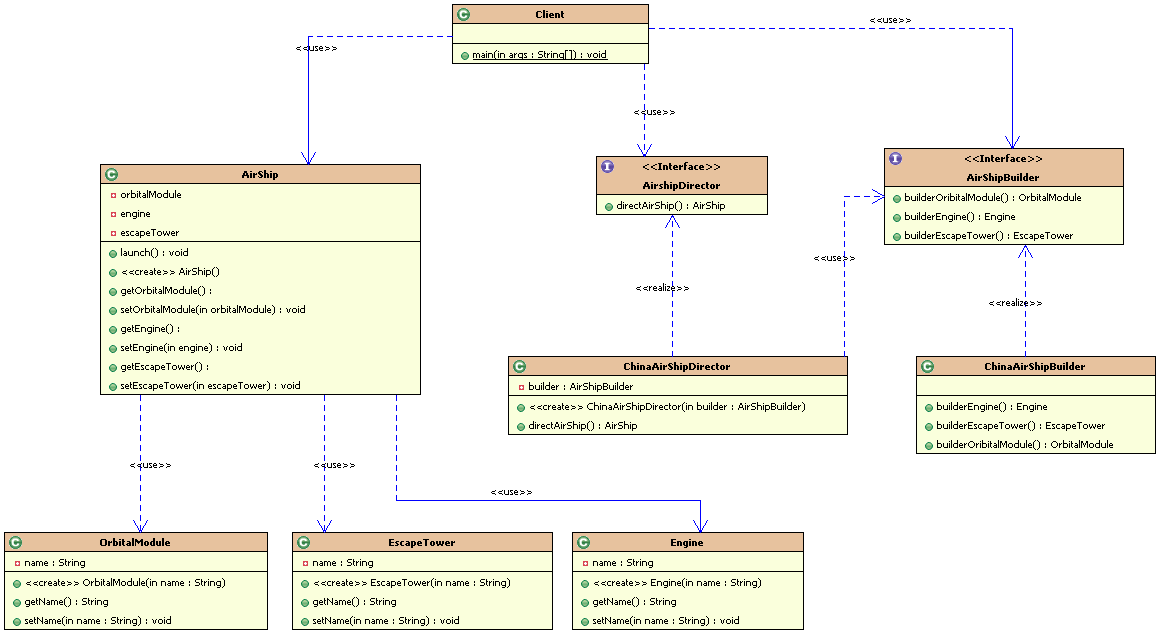 Client
main(in args : String[]) : void
<<use>>
<<use>>
<<use>>
AirShip
orbitalModule
engine
escapeTower
launch() : void
<<create>> AirShip()
getOrbitalModule() :
setOrbitalModule(in orbitalModule) : void
getEngine() :
setEngine(in engine) : void
getEscapeTower() :
setEscapeTower(in escapeTower) : void
<<Interface>>
AirshipDirector
directAirShip() : AirShip
<<Interface>>
AirShipBuilder
builderOribitalModule() : OrbitalModule
builderEngine() : Engine
builderEscapeTower() : EscapeTower
<<use>>
<<realize>>
<<realize>>
ChinaAirShipDirector
builder : AirShipBuilder
<<create>> ChinaAirShipDirector(in builder : AirShipBuilder)
directAirShip() : AirShip
ChinaAirShipBuilder
builderEngine() : Engine
builderEscapeTower() : EscapeTower
builderOribitalModule() : OrbitalModule
<<use>>
<<use>>
<<use>>
OrbitalModule
name : String
<<create>> OrbitalModule(in name : String)
getName() : String
setName(in name : String) : void
EscapeTower
name : String
<<create>> EscapeTower(in name : String)
getName() : String
setName(in name : String) : void
Engine
name : String
<<create>> Engine(in name : String)
getName() : String
setName(in name : String) : void